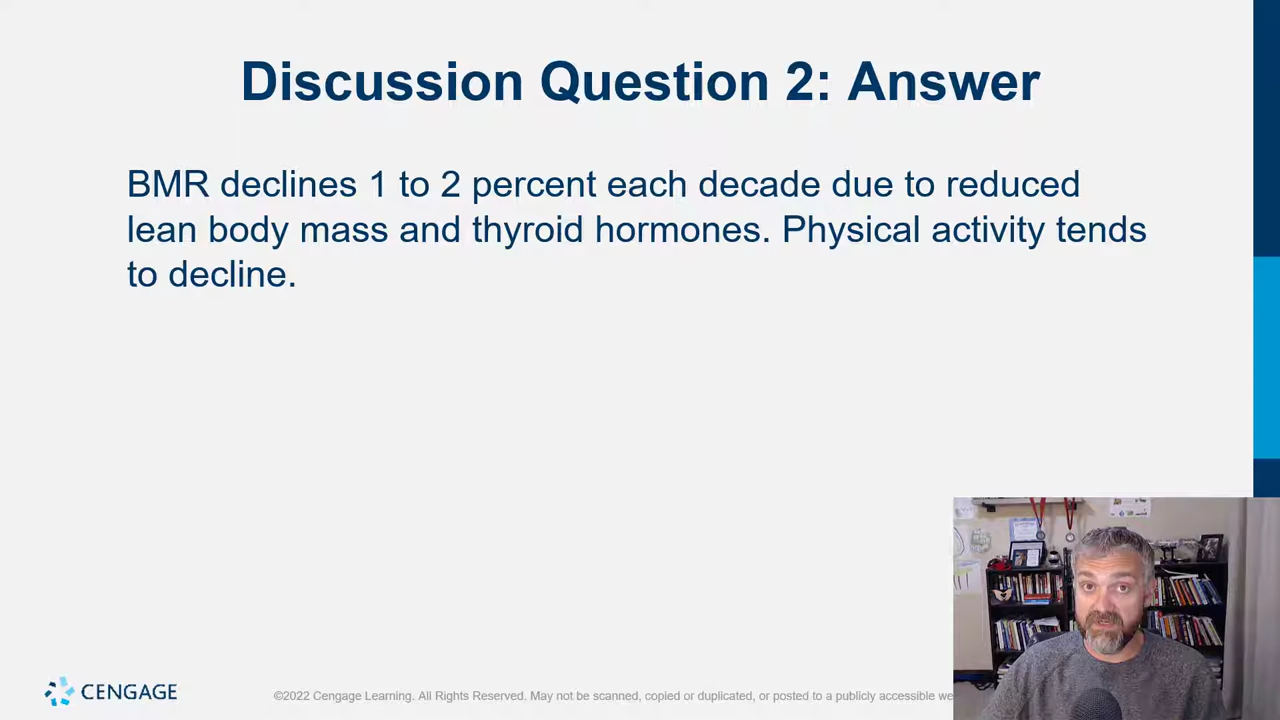 Discussion Question 2: Answer
BMR declines 1 to 2 percent each decade due to reduced
lean body mass and thyroid hormones. Physical activity tends
to decline.
CENGAGE
©2022 Cengage Learning. All Rights Reserved. May not be scanned, copied or duplicated, or posted to a publicly accessible